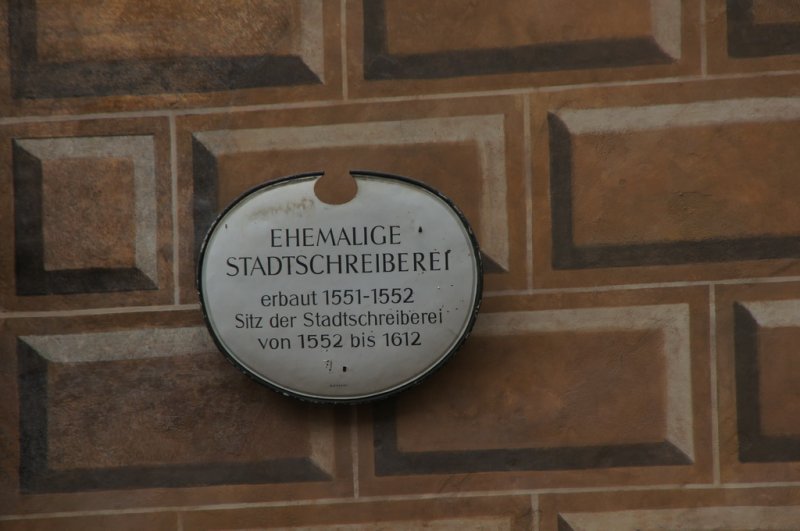 EHEMALIGE
STADTSCHREIBEREI
erbaut 1551-1552
Sitz der Stadtschreiberei
von 1552 bis 1612